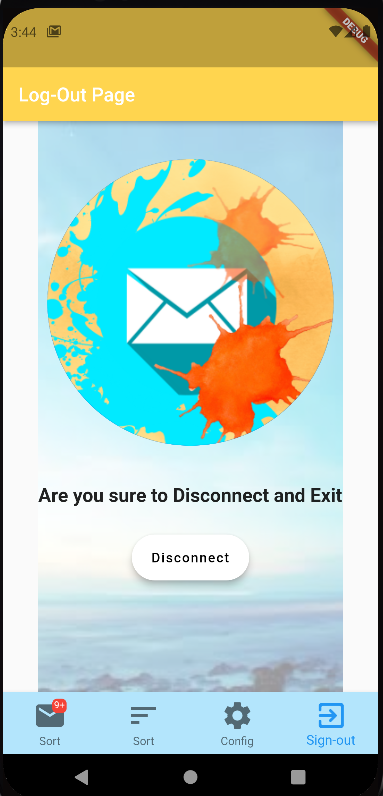 3:44
DEBUG
Log-Out Page
Are you sure to Disconnect and Exit
Disconnect
9+
Sort
Sort
Config
Sign-out